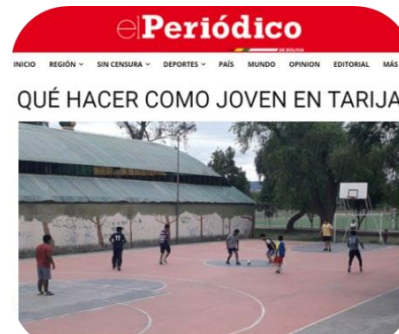 elPeriódico
DE BOLIVIA
INICIO REGIÓN SIN CENSURA DEPORTES PAÍS MUNDO OPINION EDITORIAL MÁS
QUÉ HACER COMO JOVEN EN TARIJA